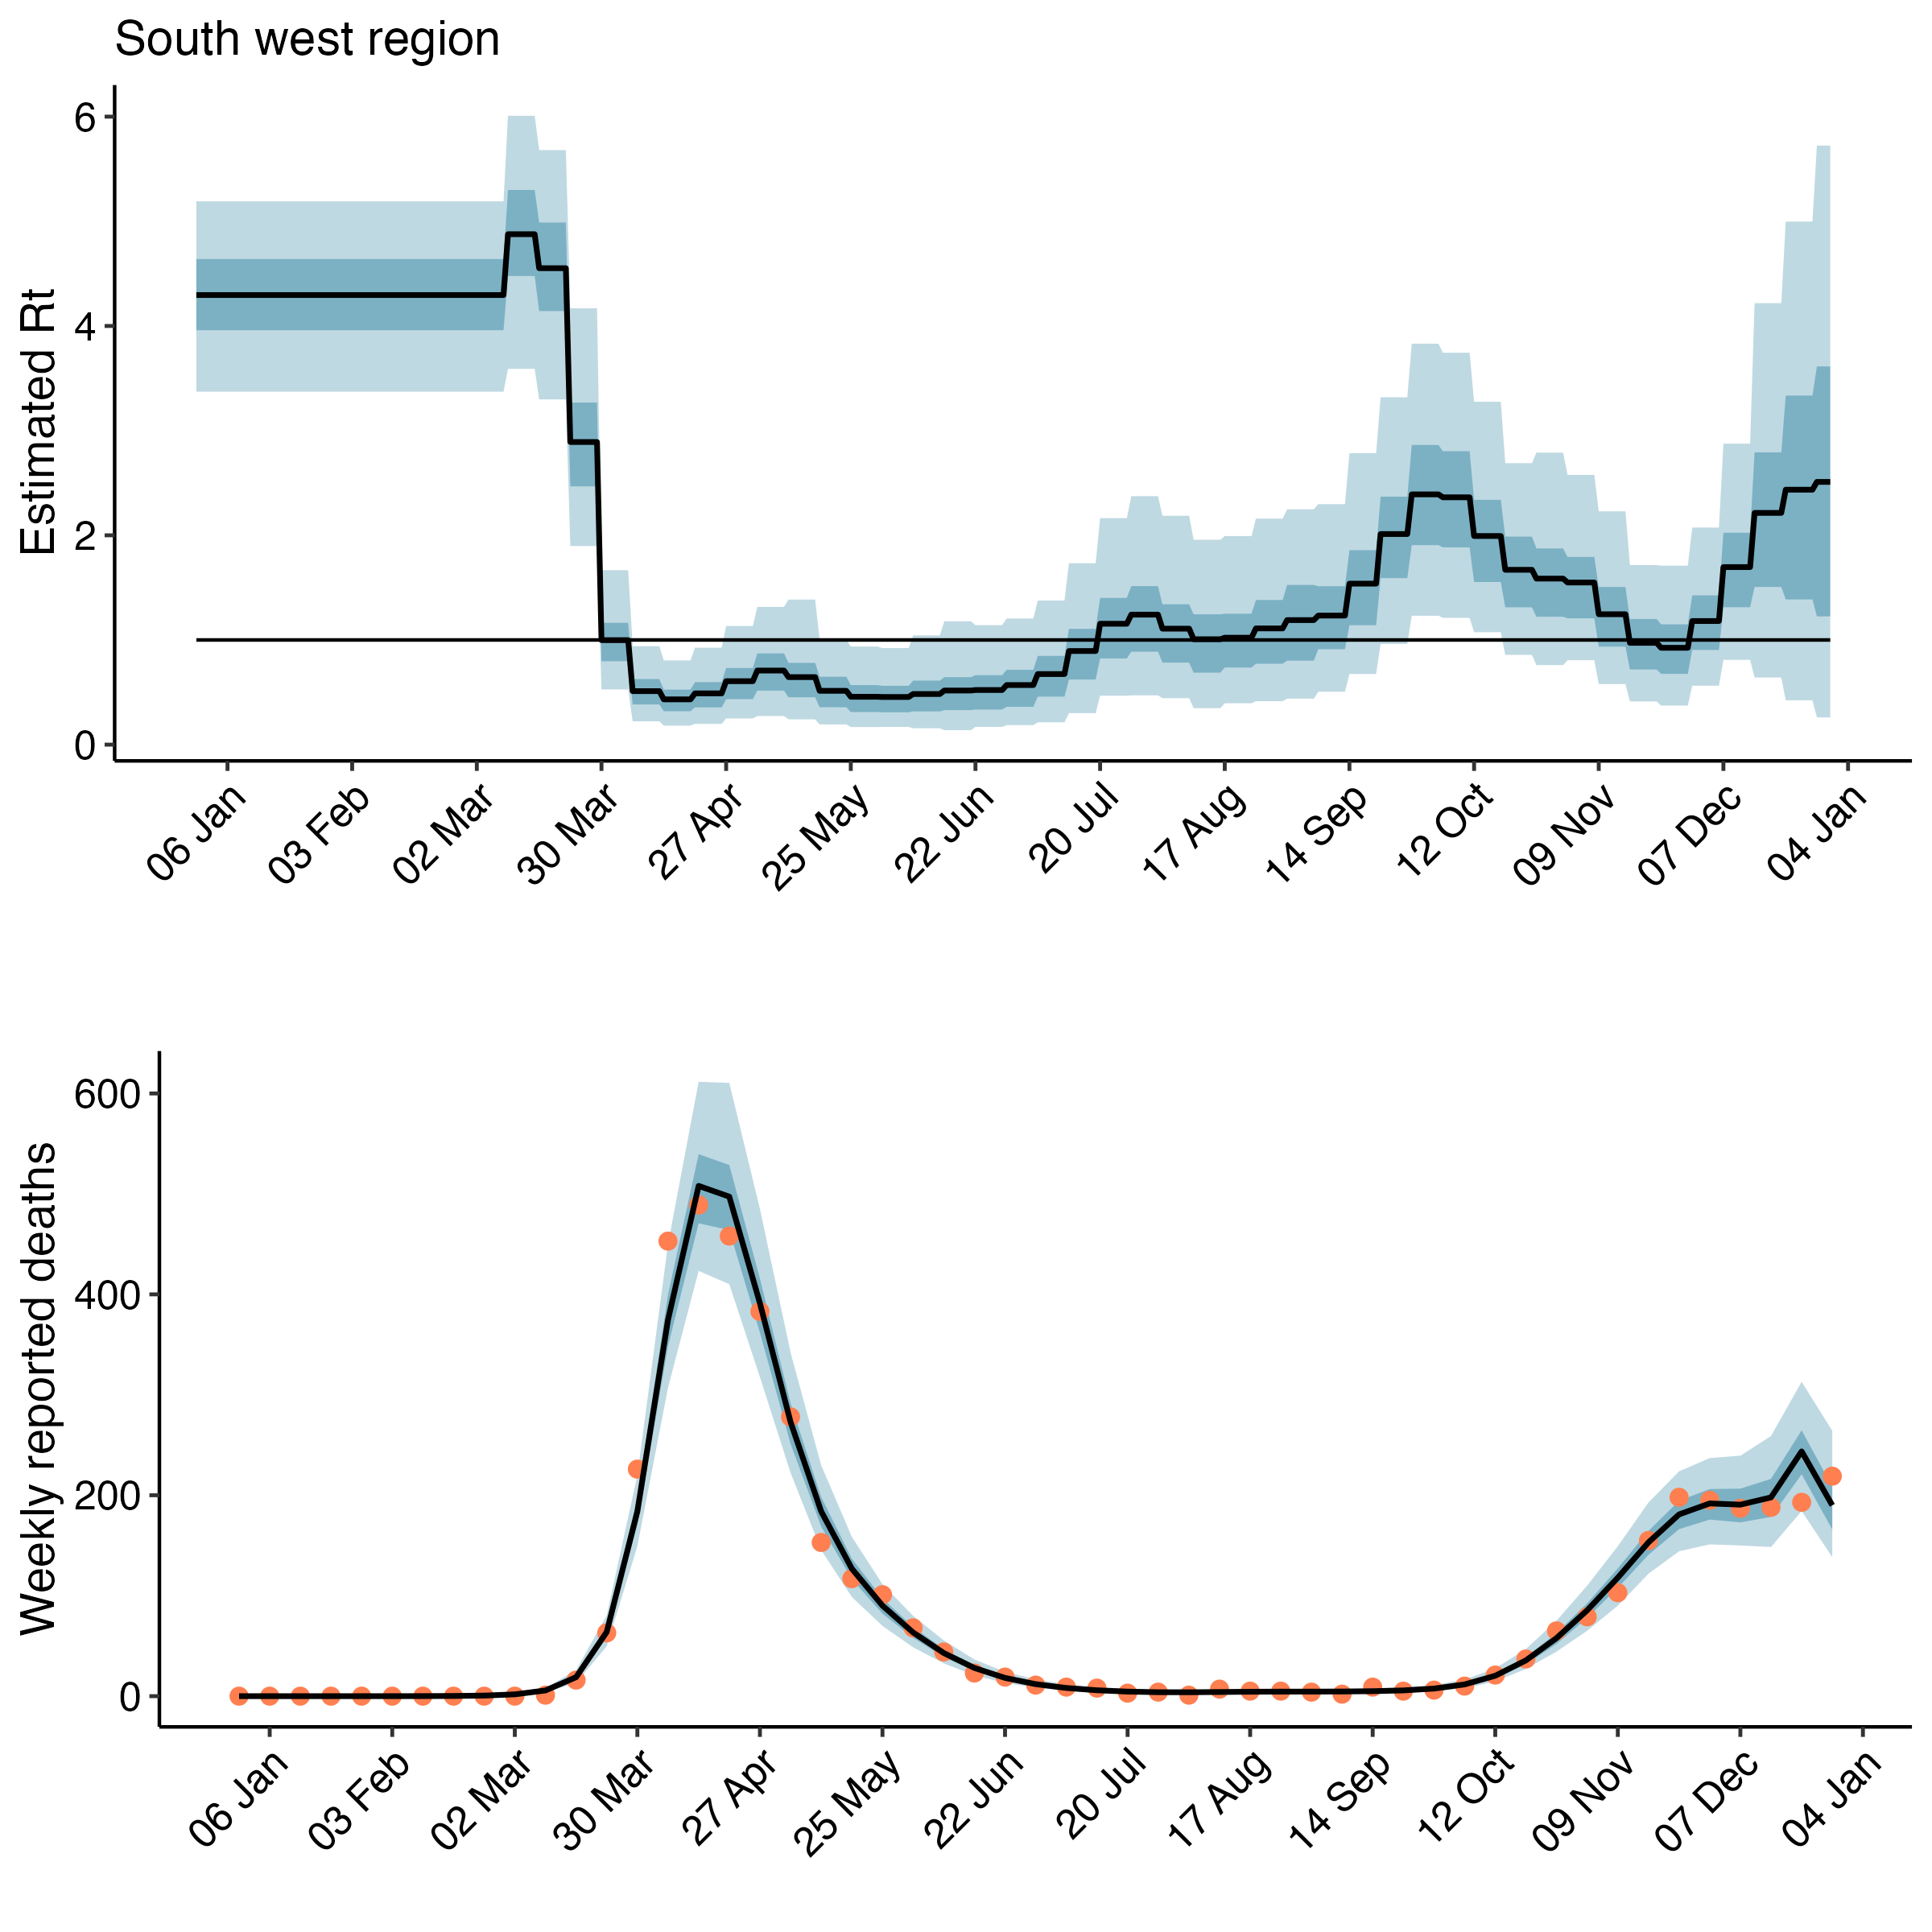 South west region
Estimated Rt
6
4
2
0
06 Jan
03 Feb
02 Mar
30 Mar
27 Apr
25 May
22 Jun
20 Jul
17 Aug
14 Sep
12 Oct
09 Nov
07 Dec
04 Jan
Weekly reported deaths
600
400
200
0
06 Jan
03 Feb
02 Mar
30 Mar
27 Apr
25 May
22 Jun
20 Jul
17 Aug
14 Sep
12 Oct
09 Nov
07 Dec
04 Jan